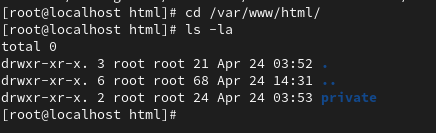 [root@localhost html]# cd /var/www/html/
[root@localhost html]# ls -la
total 0
drwxr-xr-x. 3 root root 21 Apr 24 03:52 .
drwxr-xr-x. 6 root root 68 Apr 24 14:31 ..
drwxr-xr-x. 2 root root 24 Apr 24 03:53 private
[root@localhost html]#